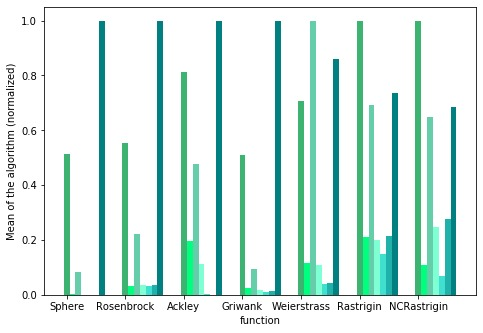 Mean of the algorithm (normalized)
1.0
0.8
0.6
0.4
0.2
0.0
Sphere Rosenbrock Ackley Griwank Weierstrass Rastrigin NCRastrigin
function